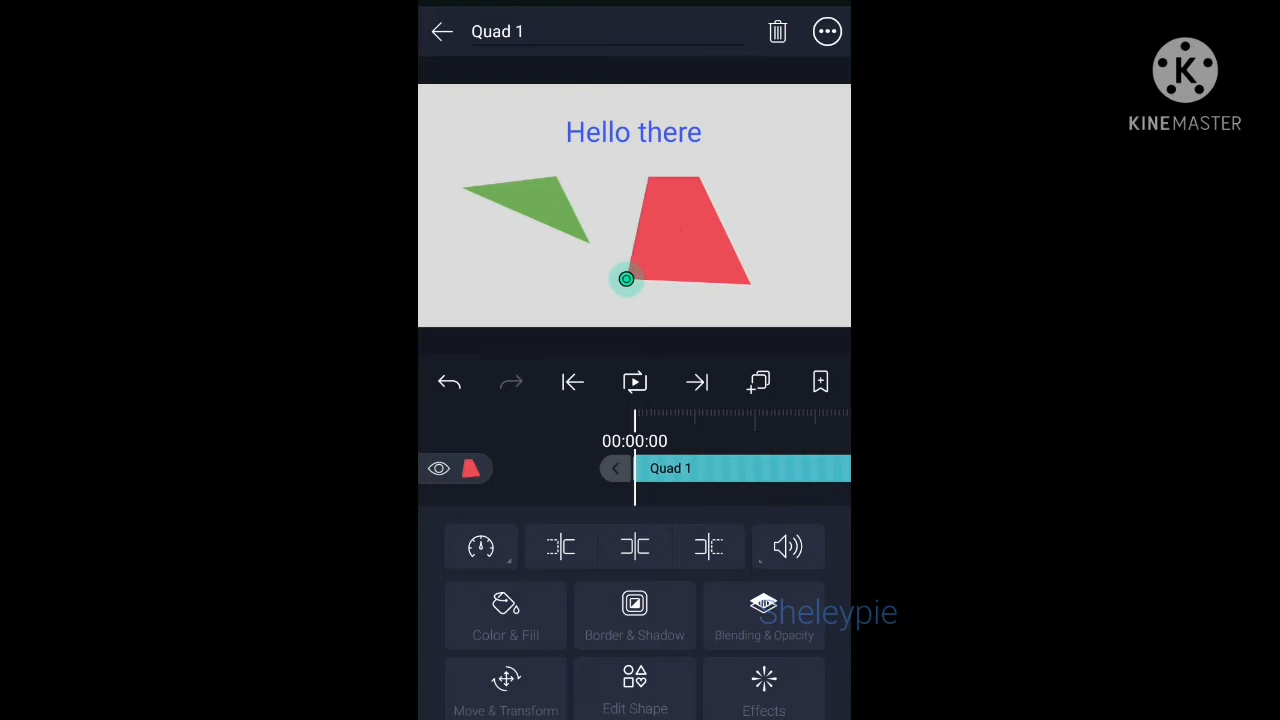 Quad 1
K
KINEMASTER
Hello there
00:00:00
Quad 1
Color & Fill
Border & Shadow
Blending & Opacity
Sheleypie
Move & Transform
Edit Shape
Effects